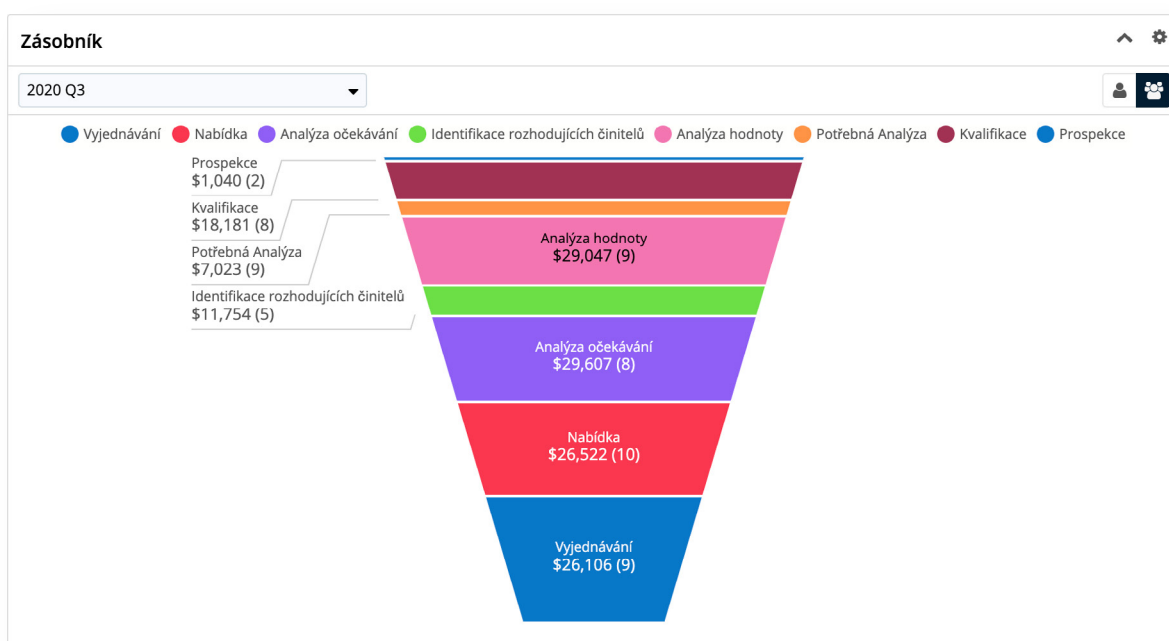 Zásobník
2020 Q3
Vyjednávání Nabídka Analýza očekávání Identifikace rozhodujících činitelů Analýza hodnoty Potřebná Analýza Kvalifikace Prospekce
Prospekce
$1,040 (2)
Kvalifikace
$18,181 (8)
Potřebná Analýza
$7,023 (9)
Identifikace rozhodujících činitelů
$11,754 (5)
Analýza hodnoty
$29,047 (9)
Analýza očekávání
$29,607 (8)
Nabídka
$26,522 (10)
Vyjednávání
$26,106 (9)